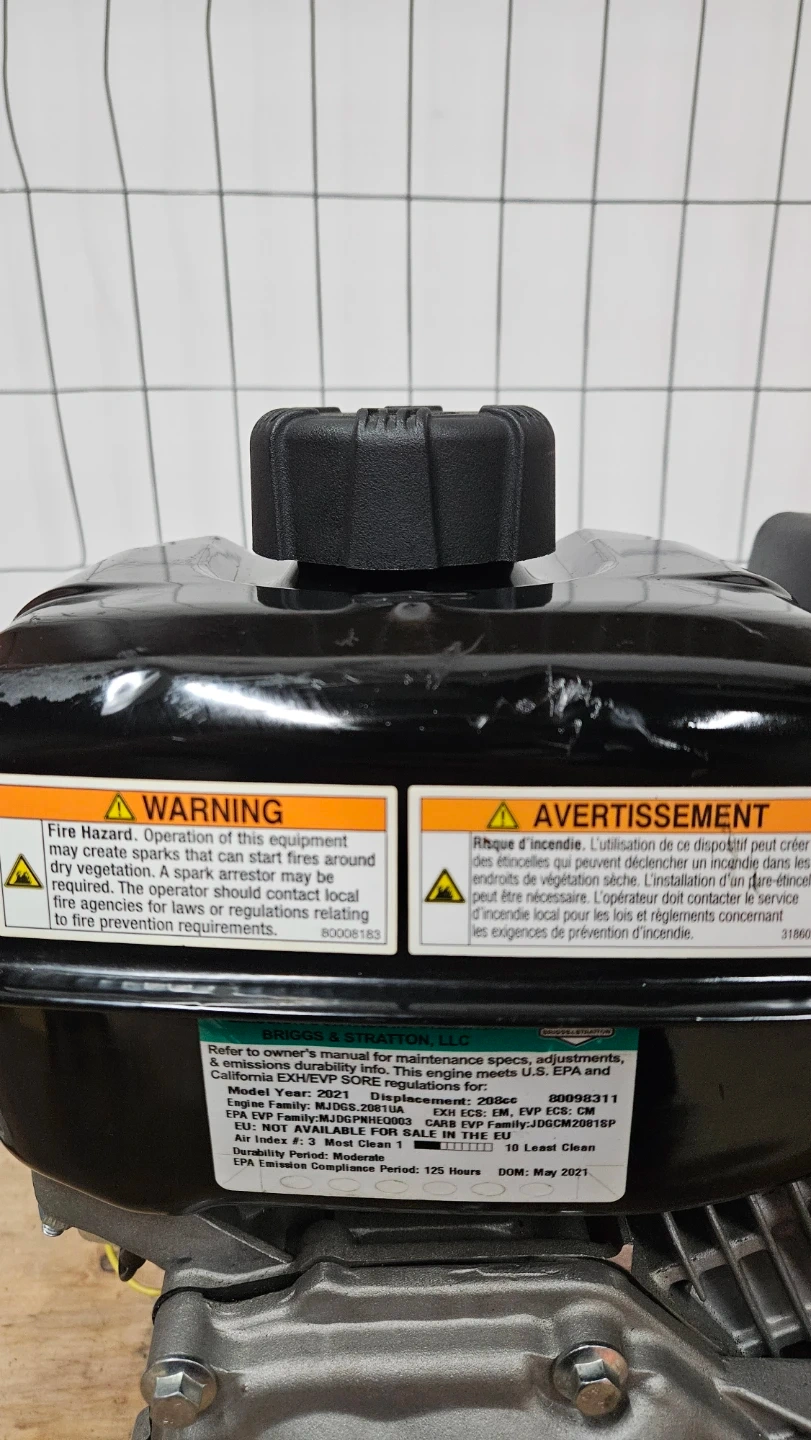 WARNING
Fire Hazard. Operation of this equipment
may create sparks that can start fires around
dry vegetation. A spark arrestor may be
required. The operator should contact local
fire agencies for laws or regulations relating
to fire prevention requirements.
80008183
AVERTISSEMENT
Risque d'incendie. L'utilisation de ce dispositif peut créer
des étincelles qui peuvent déclencher un incendie dans les
endroits de végétation sèche. L'installation d'un pare-étincel
peut être nécessaire. L'opérateur doit contacter le service
d'incendie local pour les lois et règlements concernant
les exigences de prévention d'incendie.
31860
BRIGGS & STRATTON, LLC
BRIGGS & STRATTON
Refer to owner's manual for maintenance specs, adjustments,
& emissions durability info. This engine meets U.S. EPA and
California EXH/EVP SORE regulations for:
Model Year: 2021 Displacement: 208cc 80098311
Engine Family: MJDGS.2081UA EXH ECS: EM, EVP ECS: CM
EPA EVP Family:MJDGPNHEQ003 CARB EVP Family:JDGCM2081SP
EU: NOT AVAILABLE FOR SALE IN THE EU
Air Index #: 3 Most Clean 1 10 Least Clean
Durability Period: Moderate
EPA Emission Compliance Period: 125 Hours DOM: May 2021